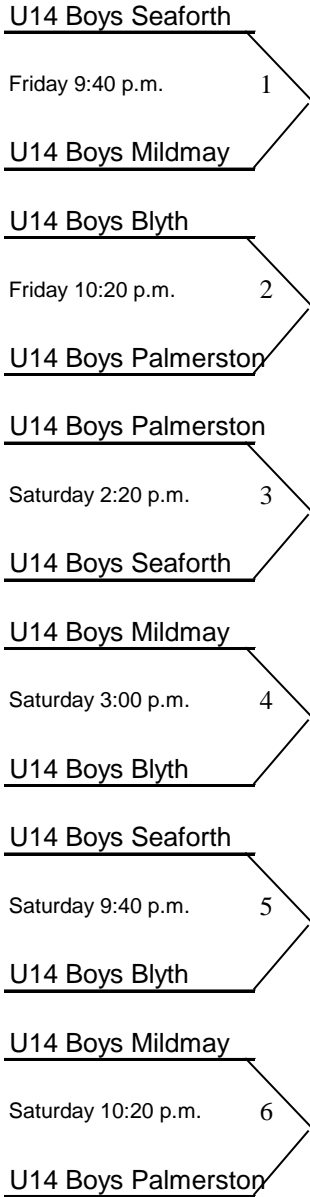 U14 Boys Seaforth
Friday 9:40 p.m. 1
U14 Boys Mildmay
U14 Boys Blyth
Friday 10:20 p.m. 2
U14 Boys Palmerston
U14 Boys Palmerston
Saturday 2:20 p.m. 3
U14 Boys Seaforth
U14 Boys Mildmay
Saturday 3:00 p.m. 4
U14 Boys Blyth
U14 Boys Seaforth
Saturday 9:40 p.m. 5
U14 Boys Blyth
U14 Boys Mildmay
Saturday 10:20 p.m. 6
U14 Boys Palmerston